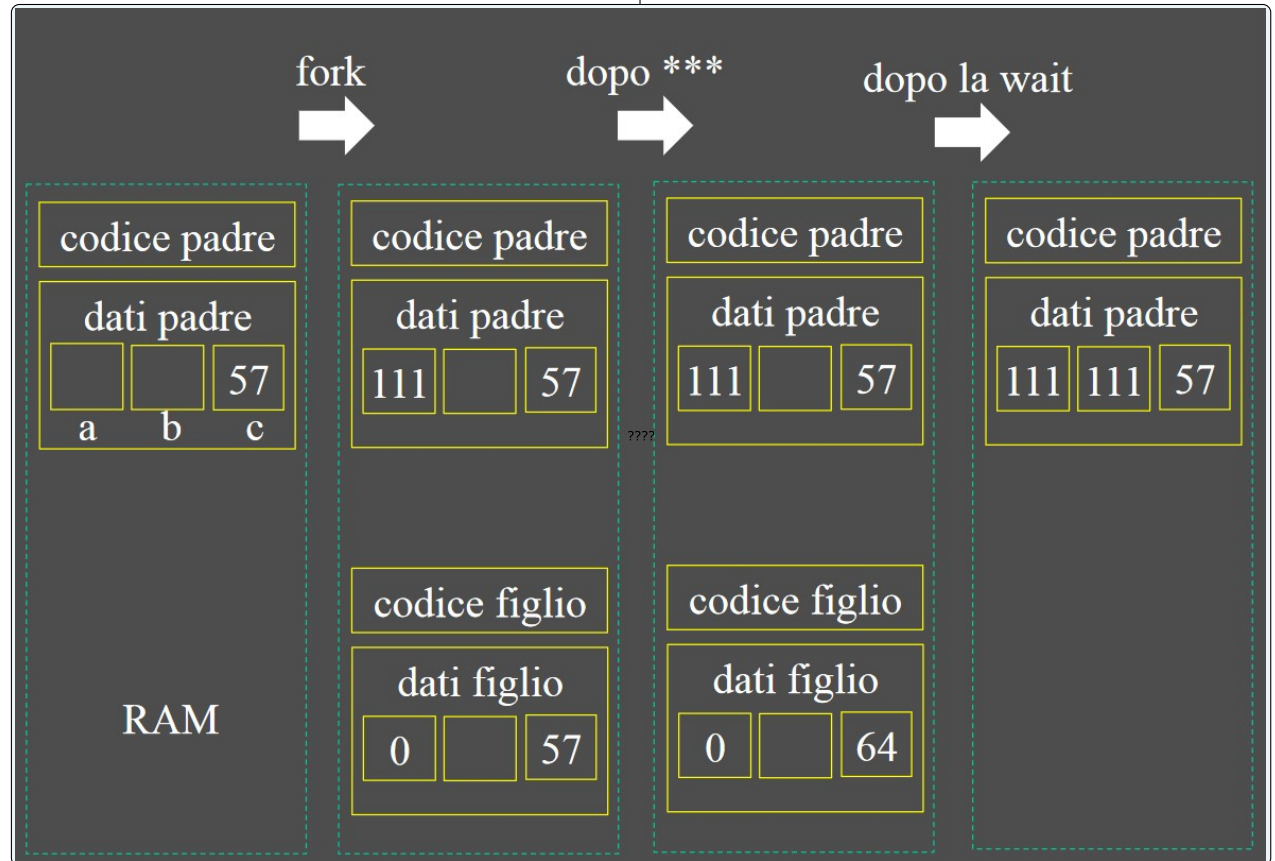 fork
dopo ***
dopo la wait
codice padre
dati padre
57
a b c
RAM
codice padre
dati padre
111 57
codice figlio
dati figlio
0 57
????
codice padre
dati padre
111 57
codice figlio
dati figlio
0 64
codice padre
dati padre
111 111 57